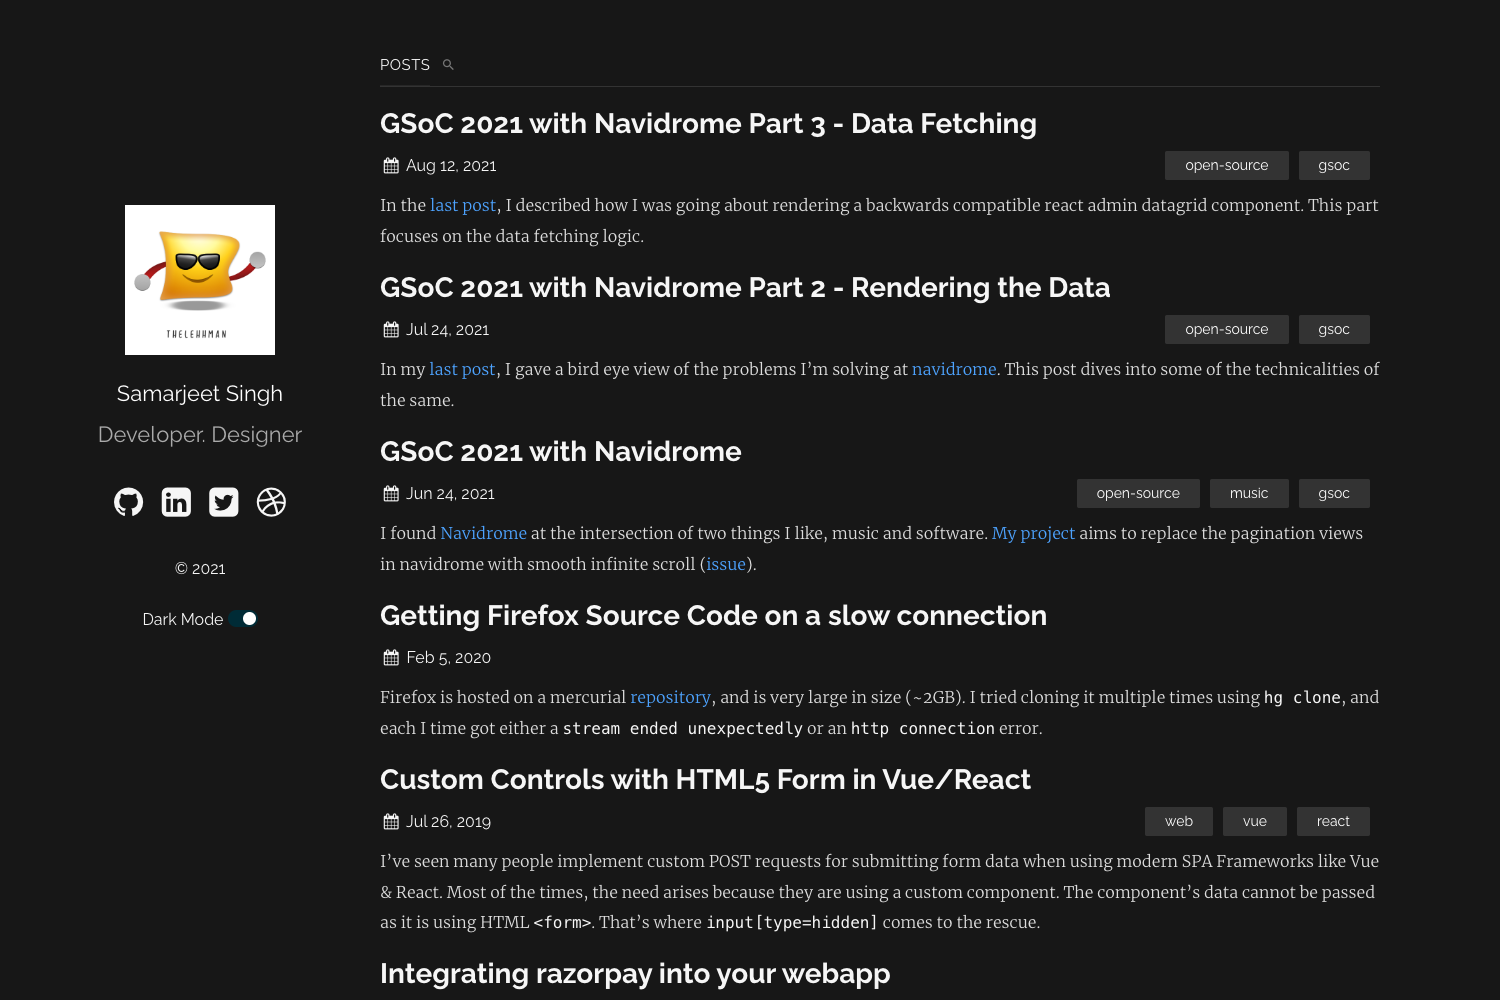 POSTS
GSoC 2021 with Navidrome Part 3 - Data Fetching
Aug 12, 2021
open-source
gsoc
In the last post, I described how I was going about rendering a backwards compatible react admin datagrid component. This part
focuses on the data fetching logic.
GSoC 2021 with Navidrome Part 2 - Rendering the Data
Jul 24, 2021
open-source
gsoc
In my last post, I gave a bird eye view of the problems I’m solving at navidrome. This post dives into some of the technicalities of
the same.
GSoC 2021 with Navidrome
Jun 24, 2021
open-source
music
gsoc
I found Navidrome at the intersection of two things I like, music and software. My project aims to replace the pagination views
in navidrome with smooth infinite scroll (issue).
Getting Firefox Source Code on a slow connection
Feb 5, 2020
Firefox is hosted on a mercurial repository, and is very large in size (~2GB). I tried cloning it multiple times using hg clone, and
each I time got either a stream ended unexpectedly or an http connection error.
Custom Controls with HTML5 Form in Vue/React
Jul 26, 2019
web
vue
react
I’ve seen many people implement custom POST requests for submitting form data when using modern SPA Frameworks like Vue
& React. Most of the times, the need arises because they are using a custom component. The component’s data cannot be passed
as it is using HTML <form>. That’s where input[type=hidden] comes to the rescue.
Integrating razorpay into your webapp
THELEHHMAN
Samarjeet Singh
Developer. Designer
© 2021
Dark Mode